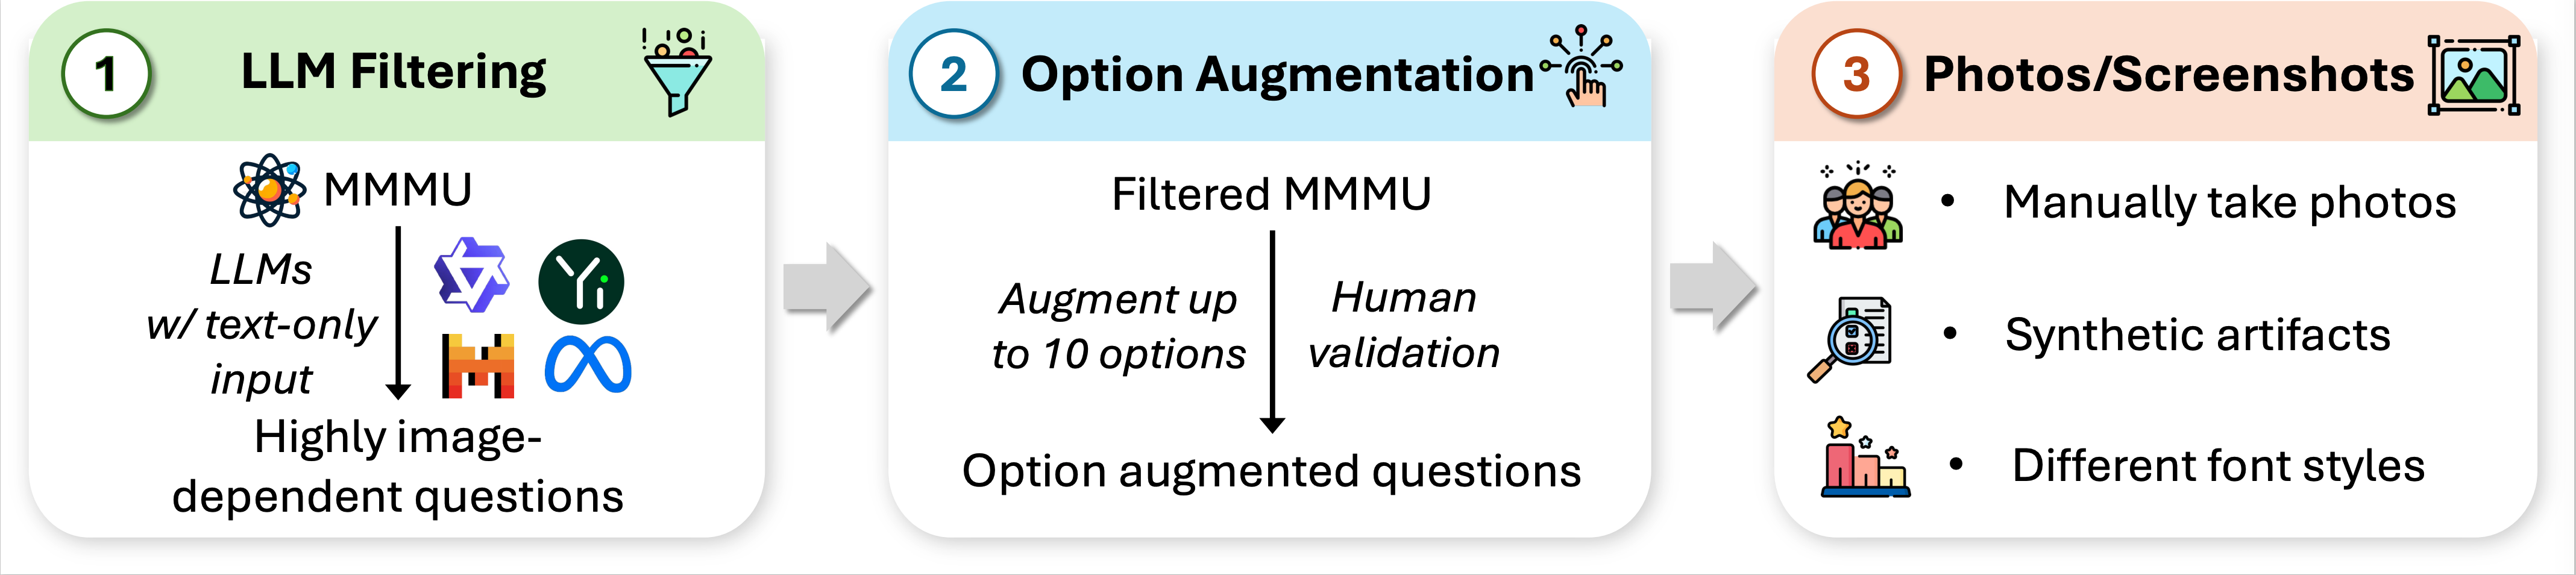 1 LLM Filtering
MMMU
LLMs
w/ text-only
input
Yi
Highly image-
dependent questions
2 Option Augmentation
Filtered MMMU
Augment up
to 10 options
Human
validation
Option augmented questions
3 Photos/Screenshots
• Manually take photos
• Synthetic artifacts
• Different font styles